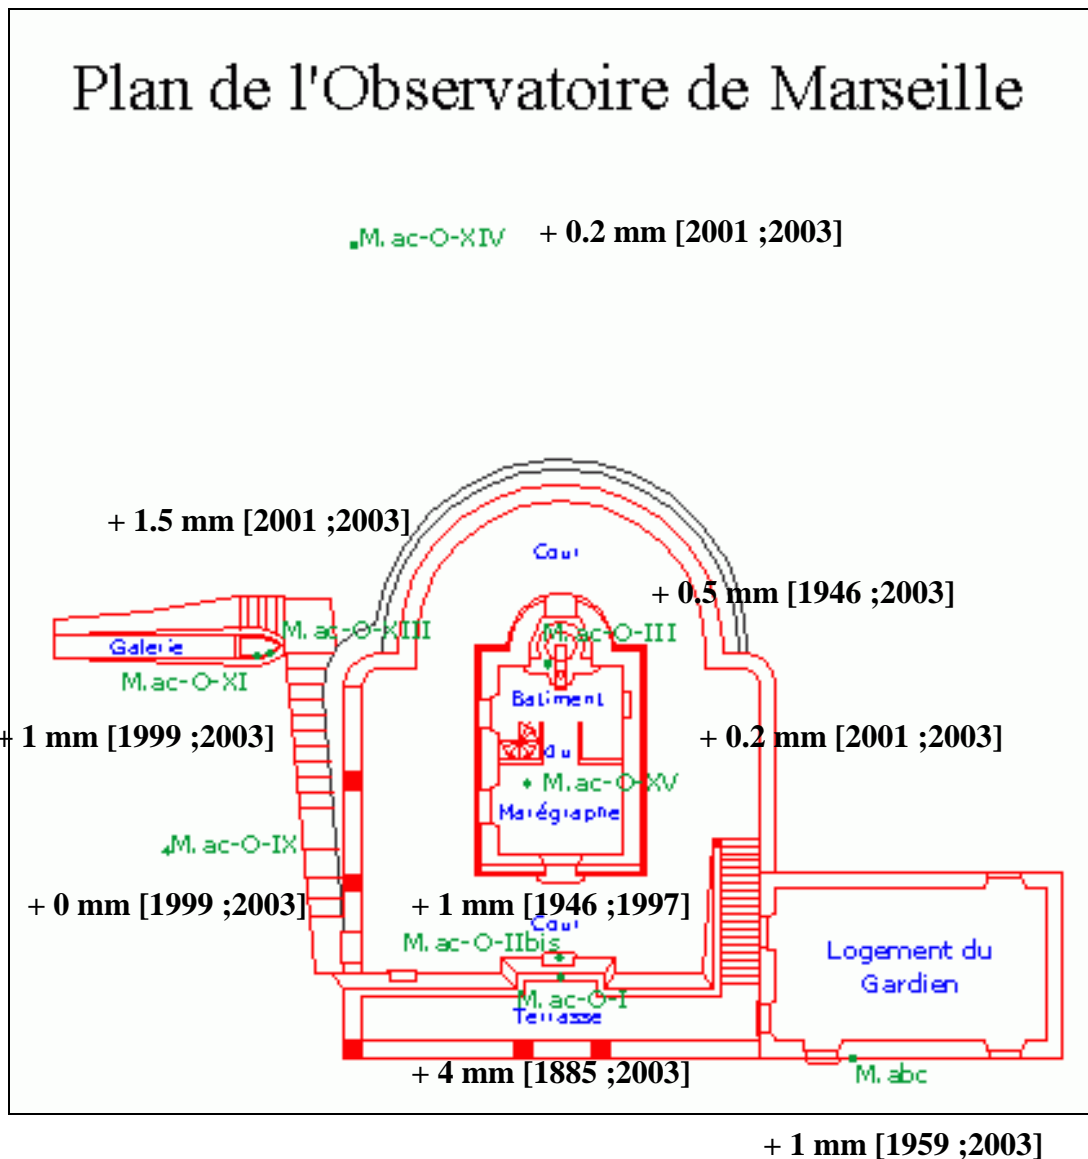 Plan de l'Observatoire de Marseille
M. ac-O-XIV
+ 0.2 mm [2001 ;2003]
+ 1.5 mm [2001 ;2003]
Cour
+ 0.5 mm [1946 ;2003]
M. ac-O-XIII
M. ac-O-III
Galerie
M. ac-O-XI
Batiment
+ 1 mm [1999 ;2003]
+ 0.2 mm [2001 ;2003]
du
M. ac-O-XV
Marégraphe
M. ac-O-IX
+ 0 mm [1999 ;2003]
+ 1 mm [1946 ;1997]
Cour
M. ac-O-IIbis
Logement du
Gardien
M. ac-O-I
Terrasse
+ 4 mm [1885 ;2003]
M. abc
+ 1 mm [1959 ;2003]